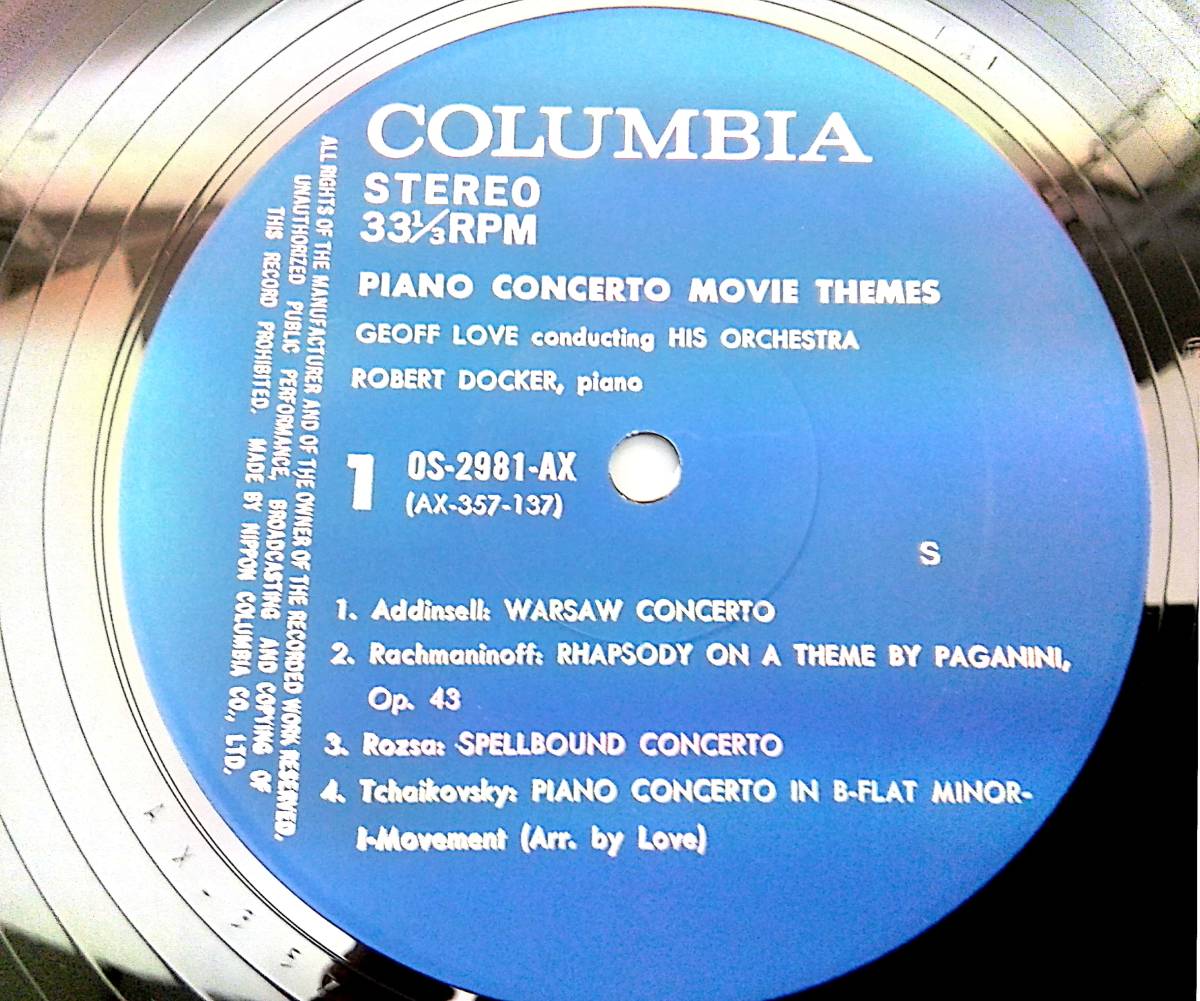 COLUMBIA
STEREO
33⅓RPM
PIANO CONCERTO MOVIE THEMES
GEOFF LOVE conducting HIS ORCHESTRA
ROBERT DOCKER, piano
1 OS-2981-AX
(AX-357-137)
S
1. Addinsell: WARSAW CONCERTO
2. Rachmaninoff: RHAPSODY ON A THEME BY PAGANINI,
Op. 43
3. Rozsa: SPELLBOUND CONCERTO
4. Tchaikovsky: PIANO CONCERTO IN B-FLAT MINOR-
I-Movement (Arr. by Love)
ALL RIGHTS OF THE MANUFACTURER AND OF THE OWNER OF THE RECORDED WORK RESERVED.
UNAUTHORIZED PUBLIC PERFORMANCE, BROADCASTING AND COPYING OF
THIS RECORD PROHIBITED. MADE BY NIPPON COLUMBIA CO., LTD.